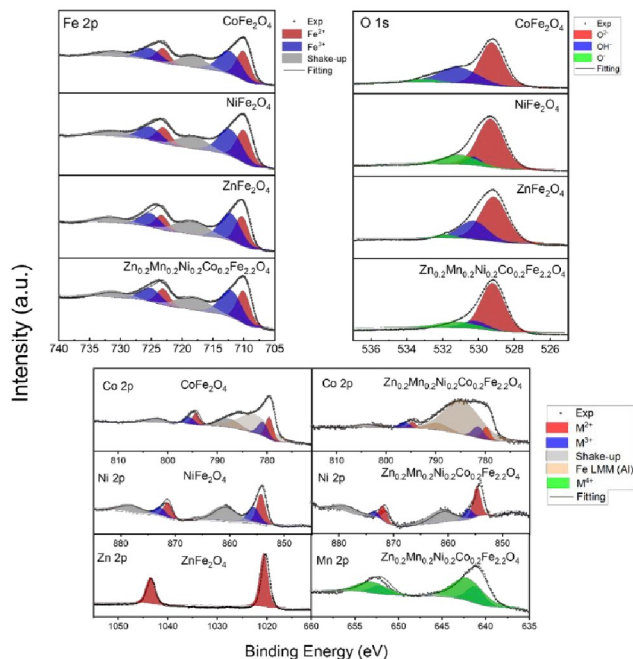 Fe 2p
CoFe₂O₄
Exp
Fe²⁺
Fe³⁺
Shake-up
Fitting
NiFe₂O₄
ZnFe₂O₄
Zn₀.₂Mn₀.₂Ni₀.₂Co₀.₂Fe₂.₂O₄
740 735 730 725 720 715 710 705
O 1s
CoFe₂O₄
Exp
O²⁻
OH⁻
O⁻
Fitting
NiFe₂O₄
ZnFe₂O₄
Zn₀.₂Mn₀.₂Ni₀.₂Co₀.₂Fe₂.₂O₄
536 534 532 530 528 526
Intensity (a.u.)
Co 2p CoFe₂O₄
810 800 790 780
Co 2p Zn₀.₂Mn₀.₂Ni₀.₂Co₀.₂Fe₂.₂O₄
810 800 790 780
Ni 2p NiFe₂O₄
880 870 860 850
Ni 2p Zn₀.₂Mn₀.₂Ni₀.₂Co₀.₂Fe₂.₂O₄
880 870 860 850
Zn 2p ZnFe₂O₄
1050 1040 1030 1020
Mn 2p Zn₀.₂Mn₀.₂Ni₀.₂Co₀.₂Fe₂.₂O₄
660 655 650 645 640 635
Exp
M²⁺
M³⁺
Shake-up
Fe LMM (Al)
M⁴⁺
Fitting
Binding Energy (eV)